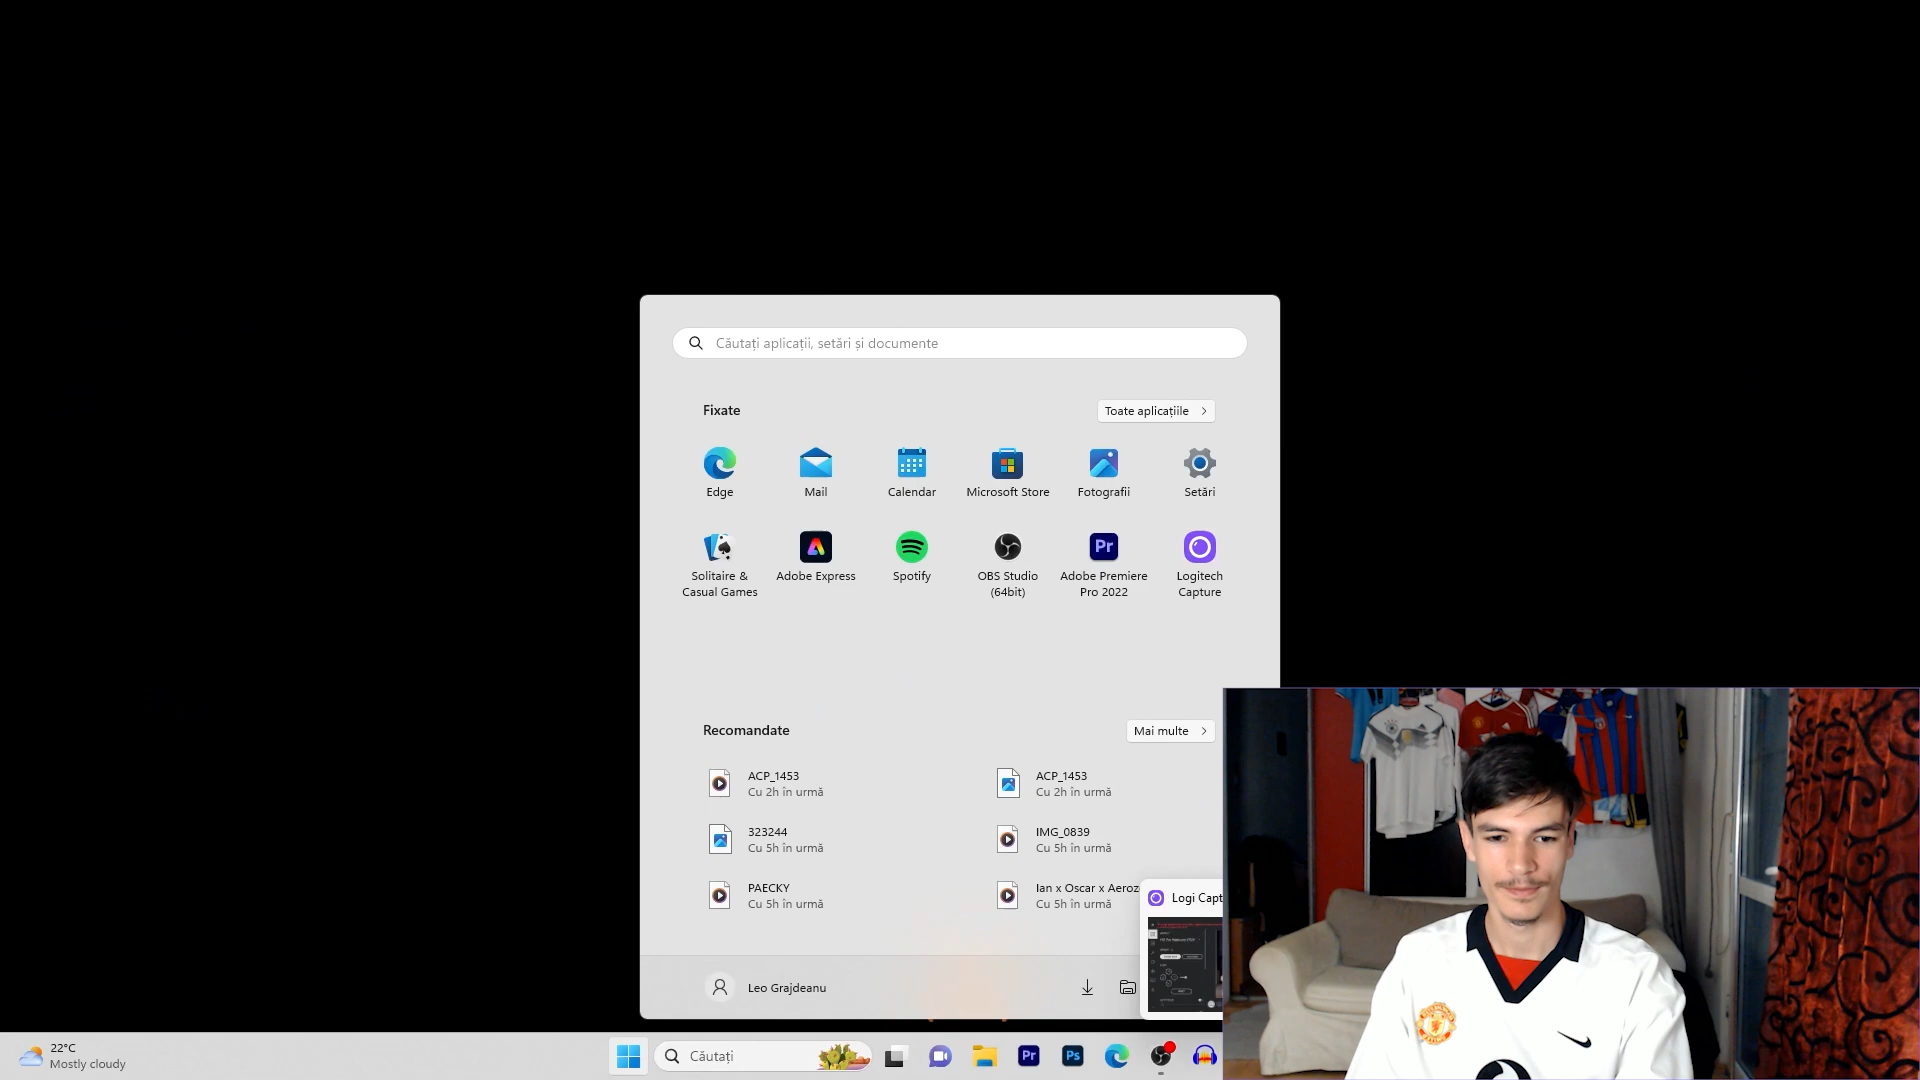 Căutați aplicații, setări și documente
Fixate
Toate aplicațiile
Edge
Mail
Calendar
Microsoft Store
Fotografii
Setări
Solitaire &
Casual Games
Adobe Express
Spotify
OBS Studio
(64bit)
Adobe Premiere
Pro 2022
Logitech
Capture
Recomandate
Mai multe
ACP_1453
Cu 2h în urmă
ACP_1453
Cu 2h în urmă
323244
Cu 5h în urmă
IMG_0839
Cu 5h în urmă
PAECKY
Cu 5h în urmă
Ian x Oscar x Aeroz
Cu 5h în urmă
Logi Capt
Leo Grajdeanu
22°C
Mostly cloudy
Căutați
Pr
Ps
Pr